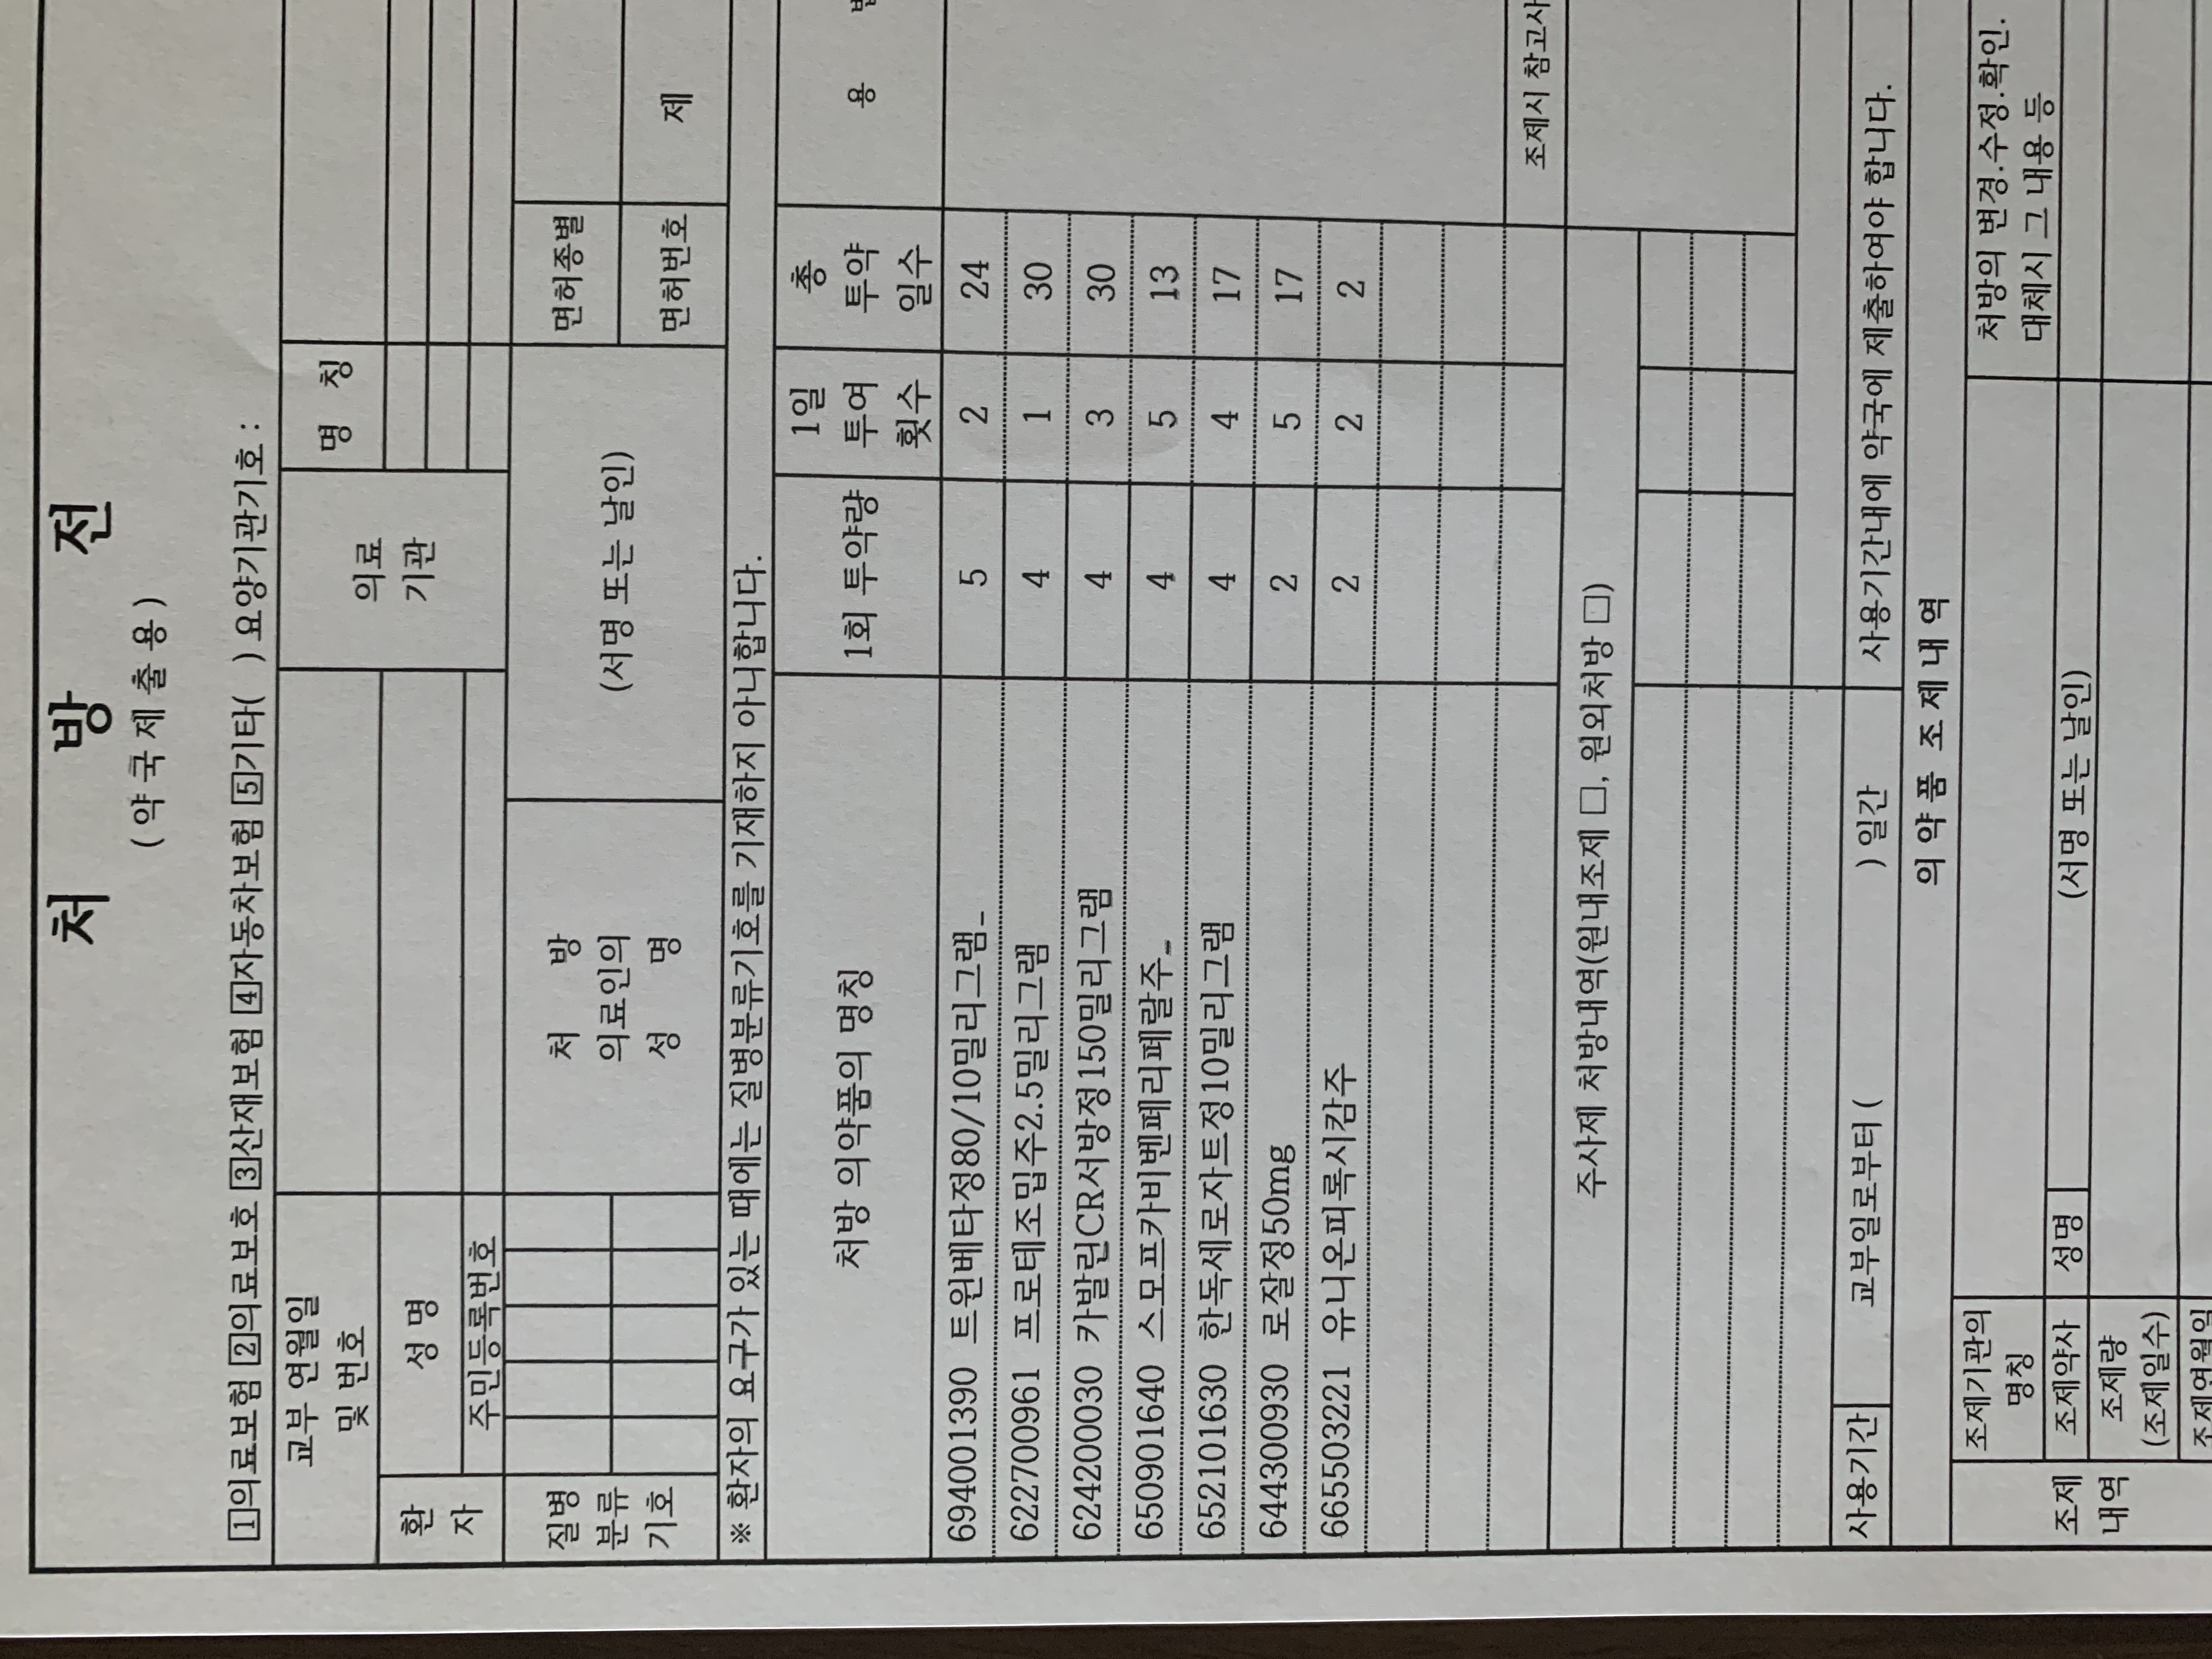 처 방 전
(약국제출용)
1의료보험 2의료보호 3산재보험 4자동차보험 5기타( ) 요양기관기호 :
교부 연월일
및 번호
의료
기관
명 칭
환
자
성 명
주민등록번호
질병
분류
기호
처 방
의료인의
성 명
(서명 또는 날인)
면허종별
면허번호 제
※ 환자의 요구가 있는 때에는 질병분류기호를 기재하지 아니합니다.
처방 의약품의 명칭
1회 투약량
1일
투여
횟수
총
투약
일수
용
694001390 트윈베타정80/10밀리그램_ 5 2 24
622700961 프로테조밉주2.5밀리그램 4 1 30
624200030 카발린CR서방정150밀리그램 4 3 30
650901640 스모프카비벤페리페랄주_ 4 5 13
652101630 한독세로자트정10밀리그램 4 4 17
644300930 로잘정50mg 2 5 17
665503221 유니온피록시캄주 2 2 2
조제시 참고사
주사제 처방내역(원내조제 □, 원외처방 □)
사용기간 교부일로부터 ( ) 일간 사용기간내에 약국에 제출하여야 합니다.
의약품 조제내역
조제
내역
조제기관의
명칭
처방의 변경.수정.확인.
대체시 그 내용 등
조제약사 성명 (서명 또는 날인)
조제량
(조제일수)
조제연월일